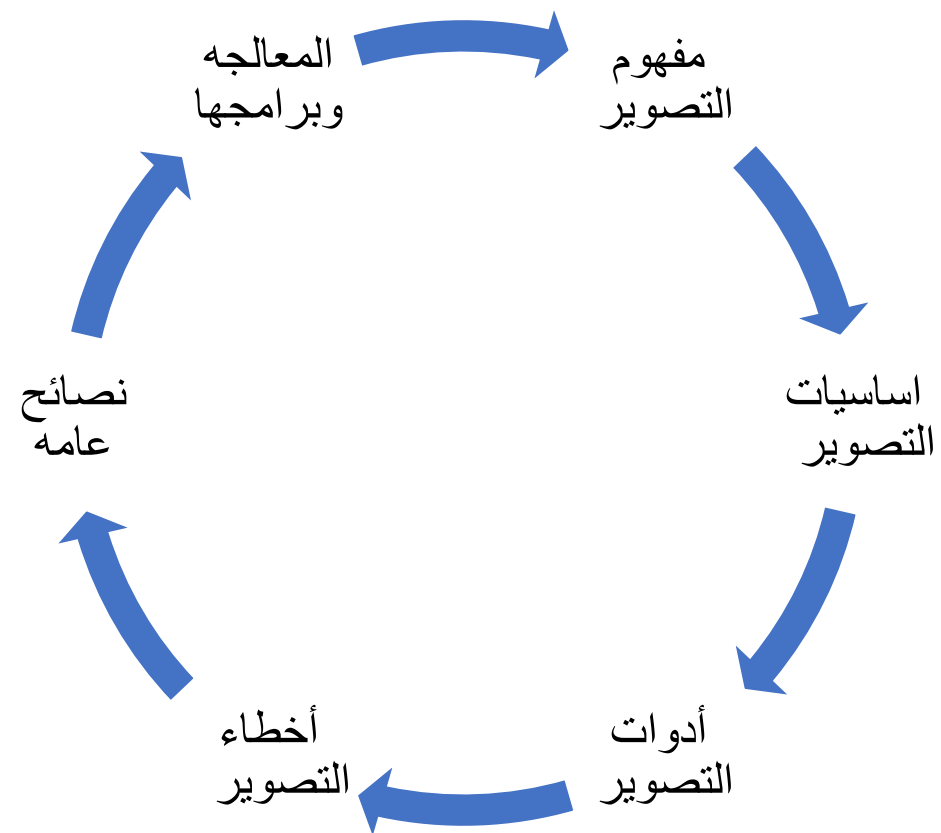 مفهوم
التصوير
اساسيات
التصوير
أدوات
التصوير
أخطاء
التصوير
نصائح
عامه
المعالجه
وبرامجها